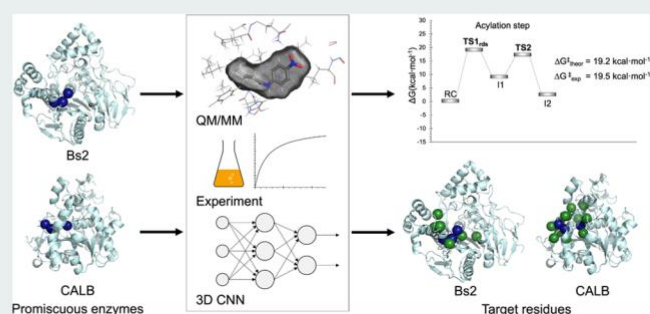 Bs2
CALB
Promiscuous enzymes
QM/MM
Experiment
3D CNN
Acylation step
ΔG(kcal·mol⁻¹)
30
25
20
15
10
5
0
-5
-10
-15
RC
TS1rds
I1
TS2
I2
ΔG‡theor = 19.2 kcal·mol⁻¹
ΔG‡exp = 19.5 kcal·mol⁻¹
Bs2
CALB
Target residues